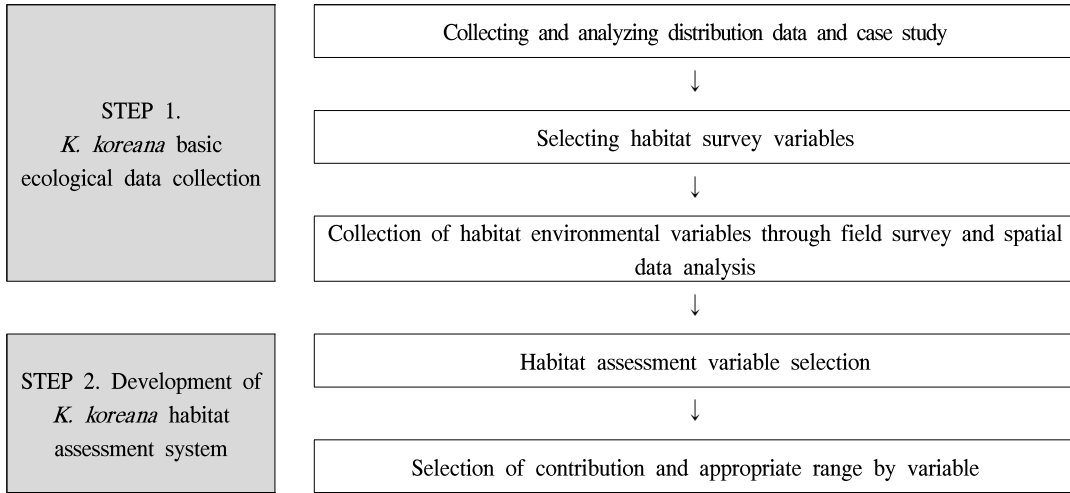 STEP 1.
K. koreana basic
ecological data collection
Collecting and analyzing distribution data and case study
↓
Selecting habitat survey variables
↓
Collection of habitat environmental variables through field survey and spatial
data analysis
↓
STEP 2. Development of
K. koreana habitat
assessment system
Habitat assessment variable selection
↓
Selection of contribution and appropriate range by variable